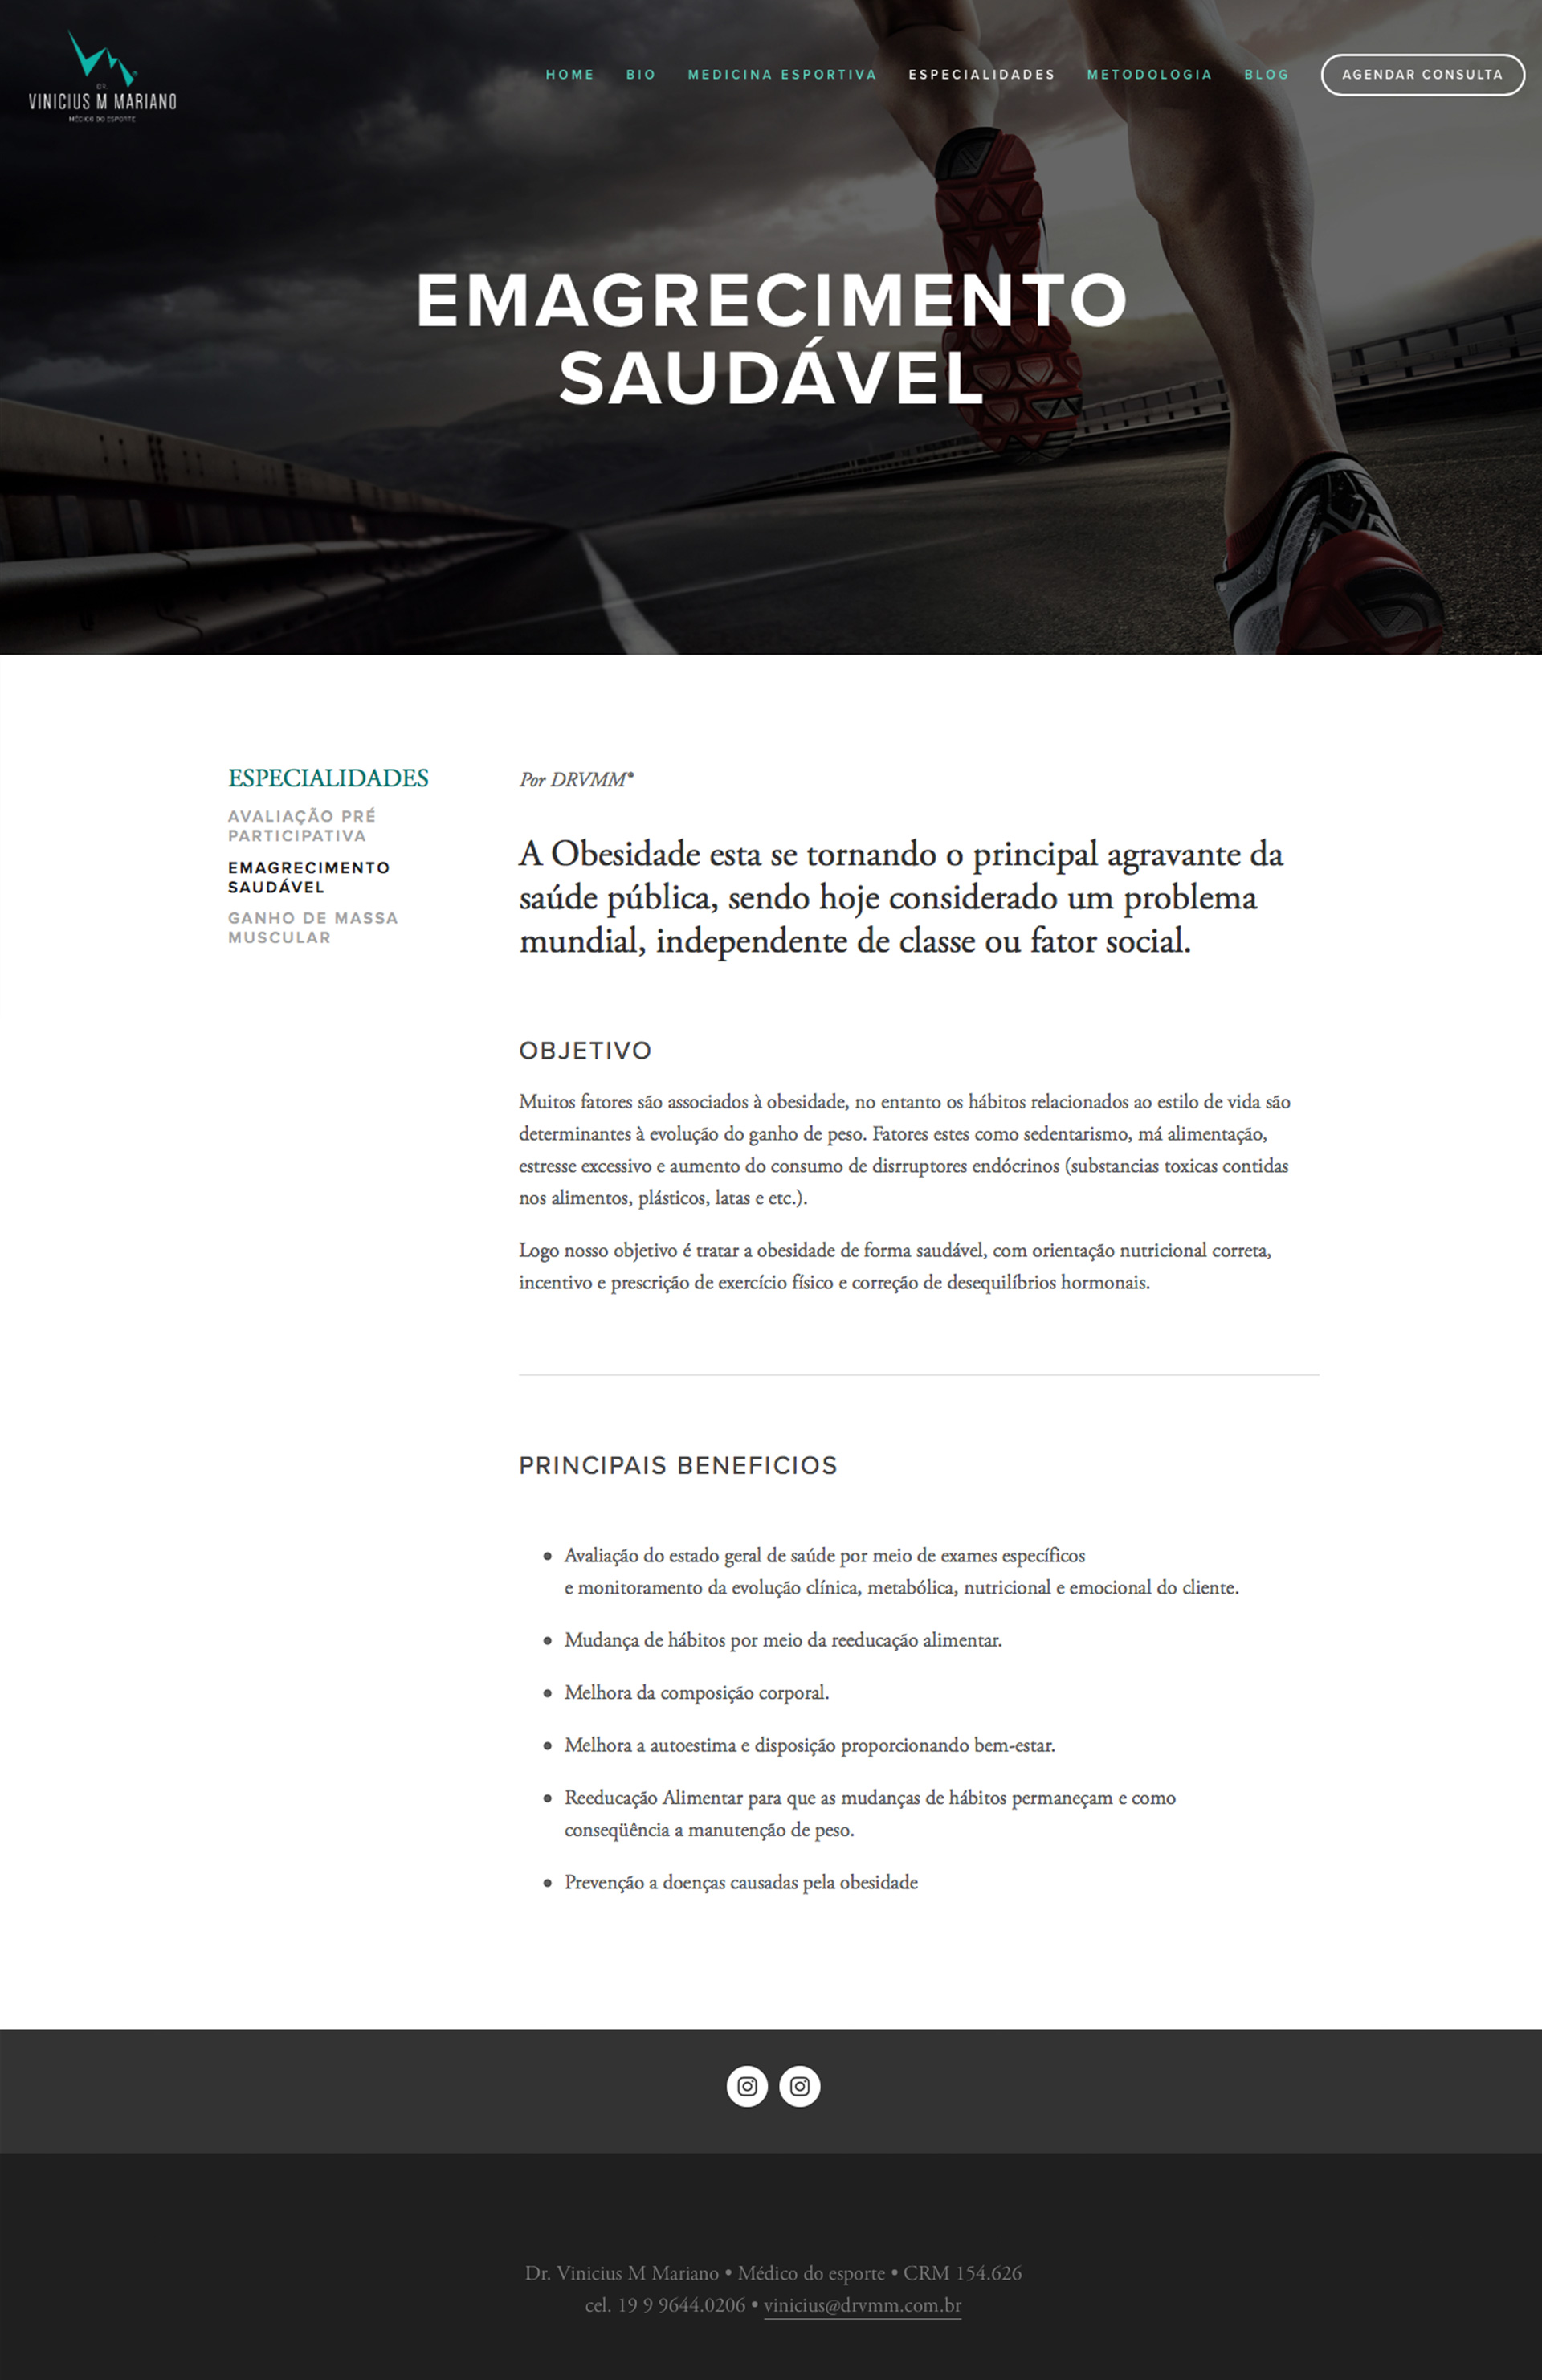 DR.
VINICIUS M MARIANO
MÉDICO DO ESPORTE
HOME BIO MEDICINA ESPORTIVA ESPECIALIDADES METODOLOGIA BLOG AGENDAR CONSULTA
EMAGRECIMENTO
SAUDÁVEL
ESPECIALIDADES
AVALIAÇÃO PRÉ
PARTICIPATIVA
EMAGRECIMENTO
SAUDÁVEL
GANHO DE MASSA
MUSCULAR
Por DRVMM®
A Obesidade esta se tornando o principal agravante da
saúde pública, sendo hoje considerado um problema
mundial, independente de classe ou fator social.
OBJETIVO
Muitos fatores são associados à obesidade, no entanto os hábitos relacionados ao estilo de vida são
determinantes à evolução do ganho de peso. Fatores estes como sedentarismo, má alimentação,
estresse excessivo e aumento do consumo de disrruptores endócrinos (substancias toxicas contidas
nos alimentos, plásticos, latas e etc.).
Logo nosso objetivo é tratar a obesidade de forma saudável, com orientação nutricional correta,
incentivo e prescrição de exercício físico e correção de desequilíbrios hormonais.
PRINCIPAIS BENEFICIOS
• Avaliação do estado geral de saúde por meio de exames específicos
e monitoramento da evolução clínica, metabólica, nutricional e emocional do cliente.
• Mudança de hábitos por meio da reeducação alimentar.
• Melhora da composição corporal.
• Melhora a autoestima e disposição proporcionando bem-estar.
• Reeducação Alimentar para que as mudanças de hábitos permaneçam e como
conseqüência a manutenção de peso.
• Prevenção a doenças causadas pela obesidade
Dr. Vinicius M Mariano • Médico do esporte • CRM 154.626
cel. 19 9 9644.0206 • vinicius@drvmm.com.br